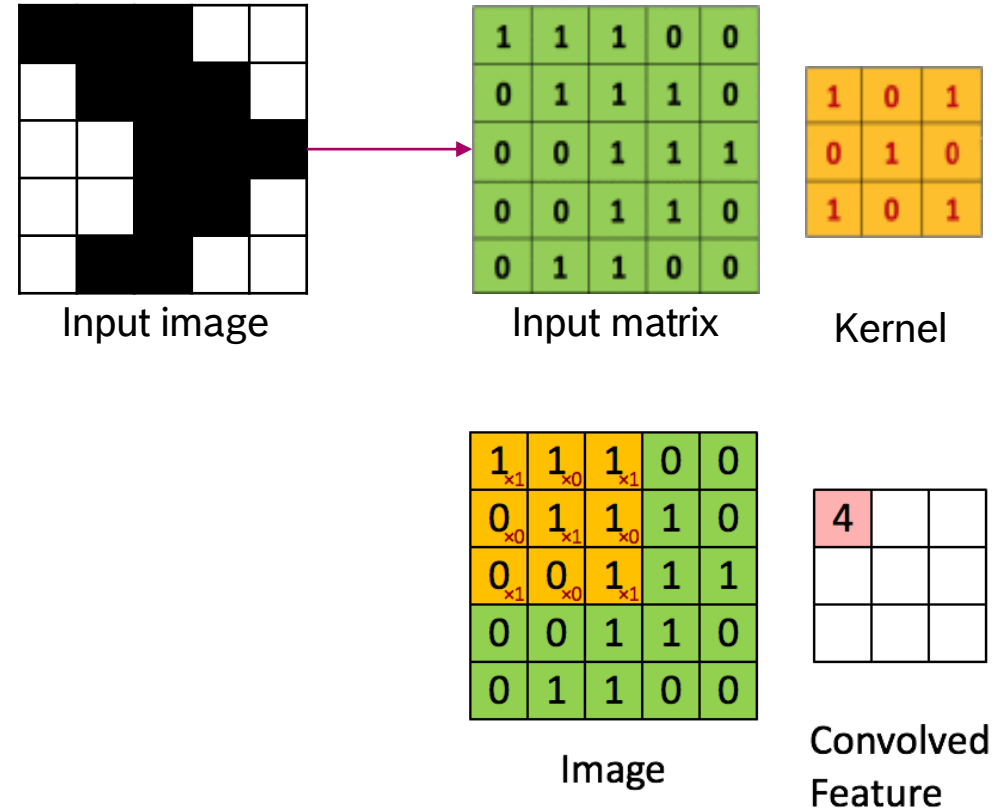 1 1 1 0 0
0 1 1 1 0
0 0 1 1 1
0 0 1 1 0
0 1 1 0 0
1 0 1
0 1 0
1 0 1
Input image
Input matrix
Kernel
1×1 1×0 1×1 0 0
0×0 1×1 1×0 1 0
0×1 0×0 1×1 1 1
0 0 1 1 0
0 1 1 0 0
4
Image
Convolved
Feature